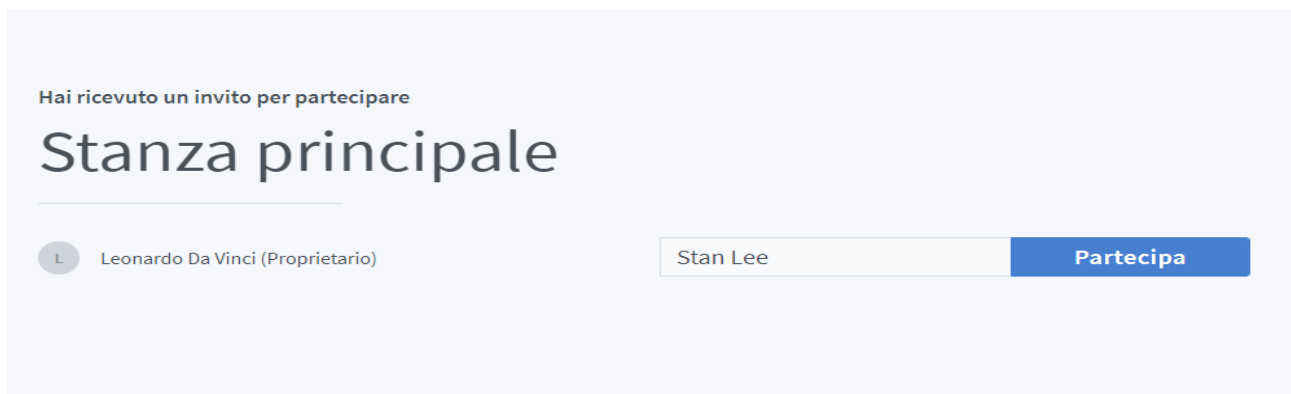 Hai ricevuto un invito per partecipare
Stanza principale
L Leonardo Da Vinci (Proprietario)
Stan Lee Partecipa